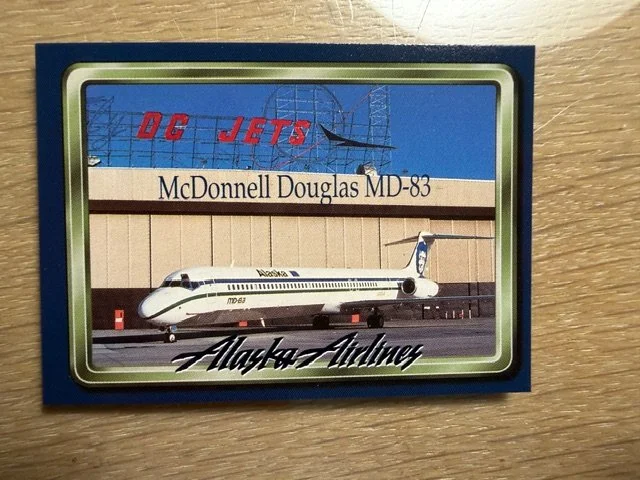 DC JETS
McDonnell Douglas MD-83
Alaska
MD-83
Alaska Airlines